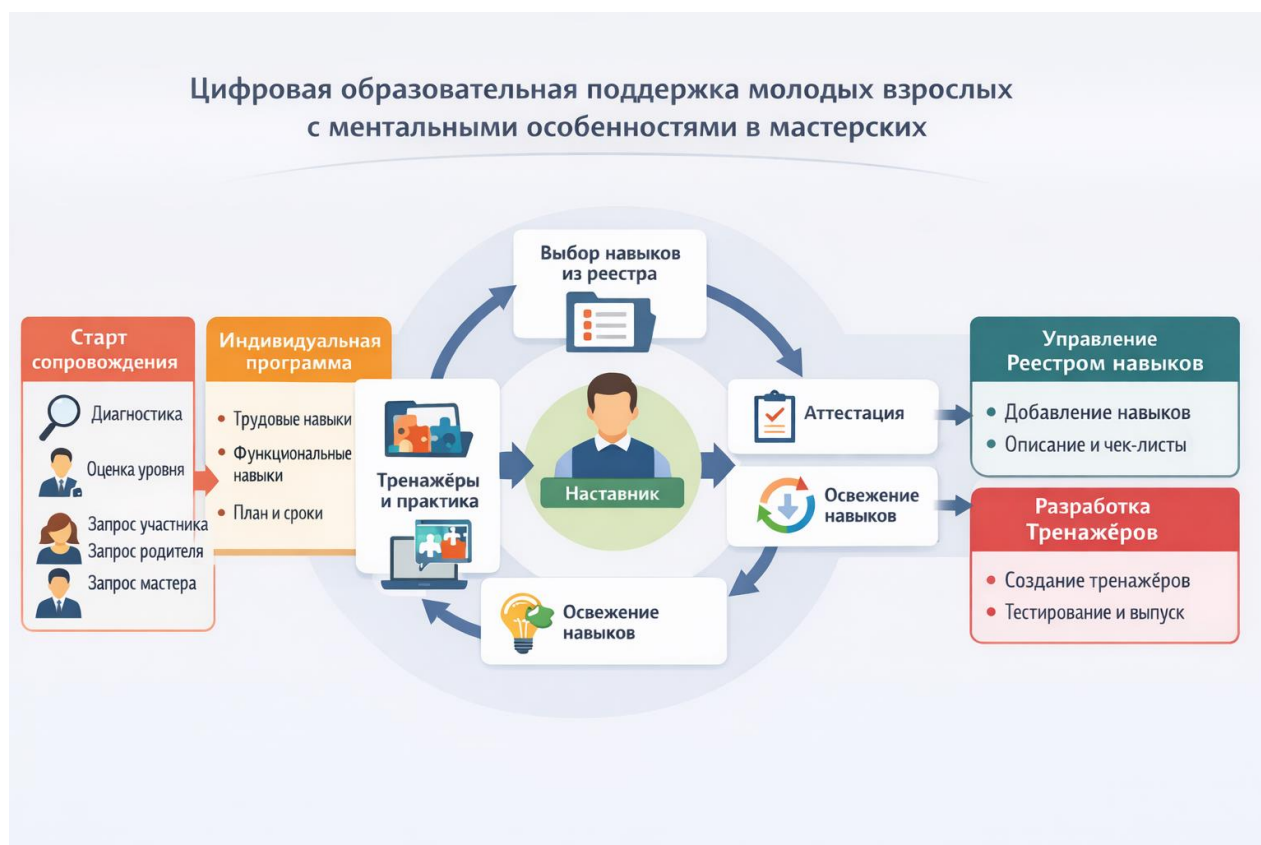 Цифровая образовательная поддержка молодых взрослых
с ментальными особенностями в мастерских
Старт
сопровождения
Диагностика
Оценка уровня
Запрос участника
Запрос родителя
Запрос мастера
Индивидуальная
программа
• Трудовые навыки
• Функциональные
навыки
• План и сроки
Тренажёры
и практика
Выбор навыков
из реестра
Наставник
Аттестация
Освежение
навыков
Освежение
навыков
Управление
Реестром навыков
• Добавление навыков
• Описание и чек-листы
Разработка
Тренажёров
• Создание тренажёров
• Тестирование и выпуск